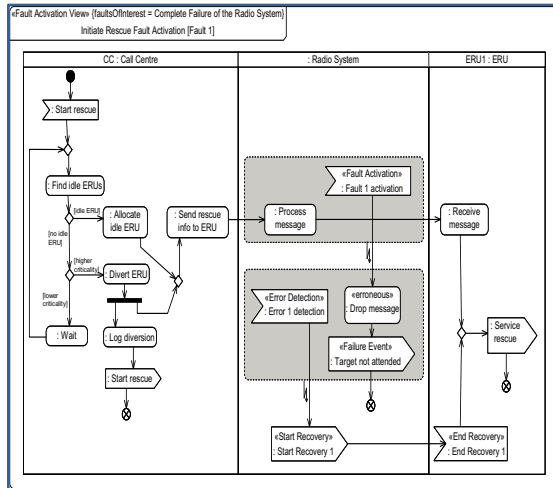 «Fault Activation View» {faultsOfInterest = Complete Failure of the Radio System}
Initiate Rescue Fault Activation [Fault 1]
CC : Call Centre
: Radio System
ERU1 : ERU
: Start rescue
: Find idle ERUs
[idle ERU]
[no idle
ERU]
: Allocate
idle ERU
: Send rescue
info to ERU
[higher
criticality]
: Divert ERU
[lower
criticality]
: Wait
: Log diversion
: Start rescue
«Fault Activation»
: Fault 1 activation
: Process
message
: Receive
message
«Error Detection»
: Error 1 detection
«erroneous»
: Drop message
«Failure Event»
: Target not attended
: Service
rescue
«Start Recovery»
: Start Recovery 1
«End Recovery»
: End Recovery 1